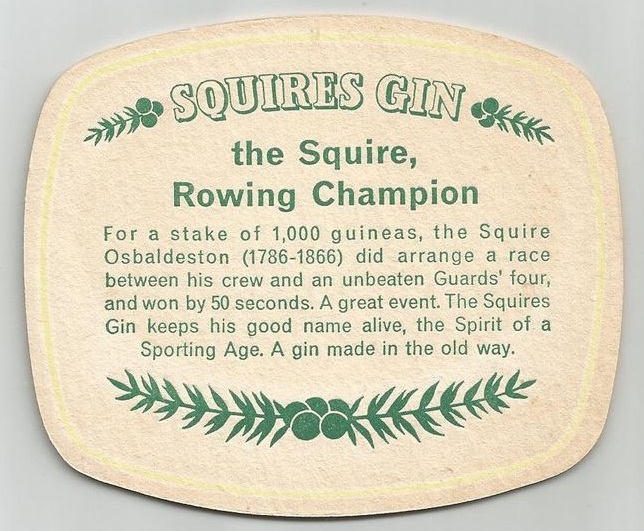 SQUIRES GIN
the Squire,
Rowing Champion
For a stake of 1,000 guineas, the Squire
Osbaldeston (1786-1866) did arrange a race
between his crew and an unbeaten Guards' four,
and won by 50 seconds. A great event. The Squires
Gin keeps his good name alive, the Spirit of a
Sporting Age. A gin made in the old way.